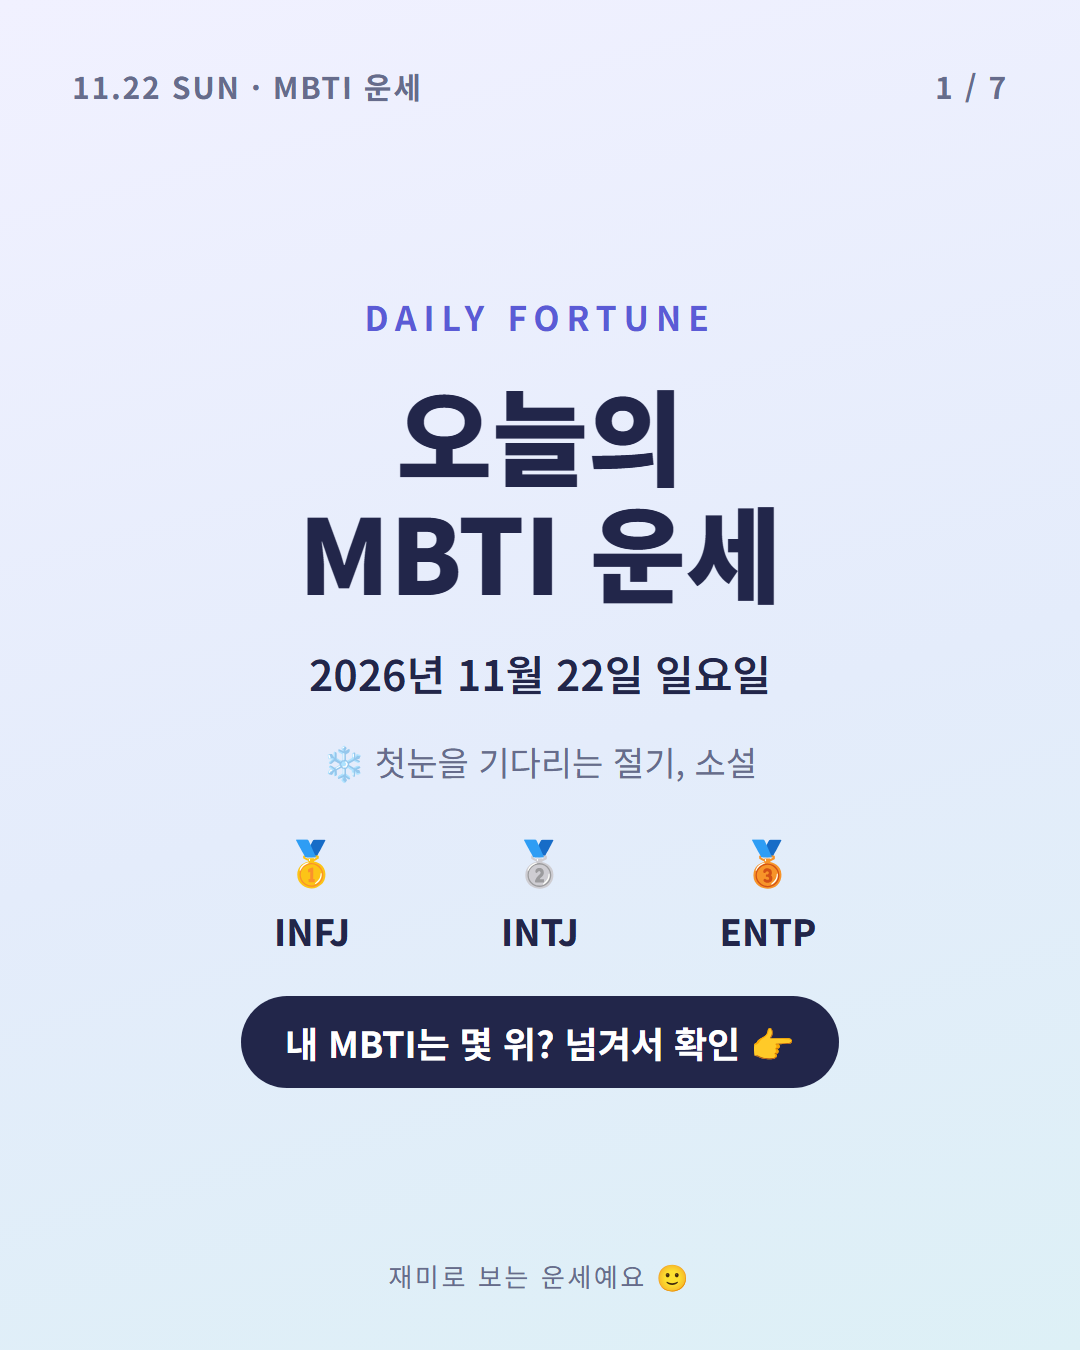 11.22 SUN · MBTI 운세
1 / 7
DAILY FORTUNE
오늘의
MBTI 운세
2026년 11월 22일 일요일
❄️ 첫눈을 기다리는 절기, 소설
🥇 🥈 🥉
INFJ INTJ ENTP
내 MBTI는 몇 위? 넘겨서 확인 👉
재미로 보는 운세예요 🙂